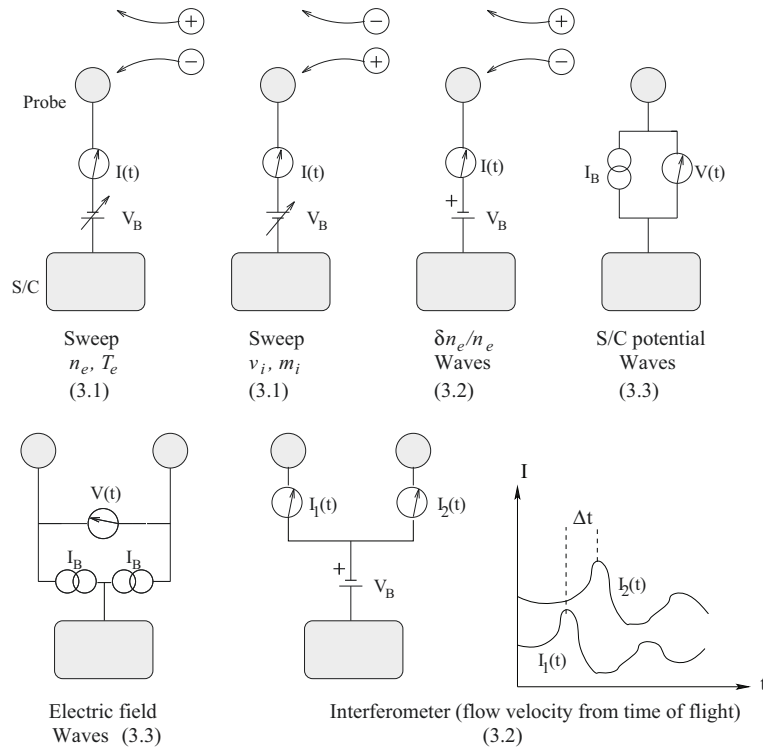 + − −
− + +
Probe
I(t) I(t) I(t) I_B V(t)
+
V_B V_B V_B
S/C
Sweep Sweep δn_e/n_e S/C potential
n_e, T_e v_i, m_i Waves Waves
(3.1) (3.1) (3.2) (3.3)
V(t)
I_B I_B
I_1(t) I_2(t)
+
V_B
I
Δt
I_2(t)
I_1(t)
t
Electric field Interferometer (flow velocity from time of flight)
Waves (3.3) (3.2)